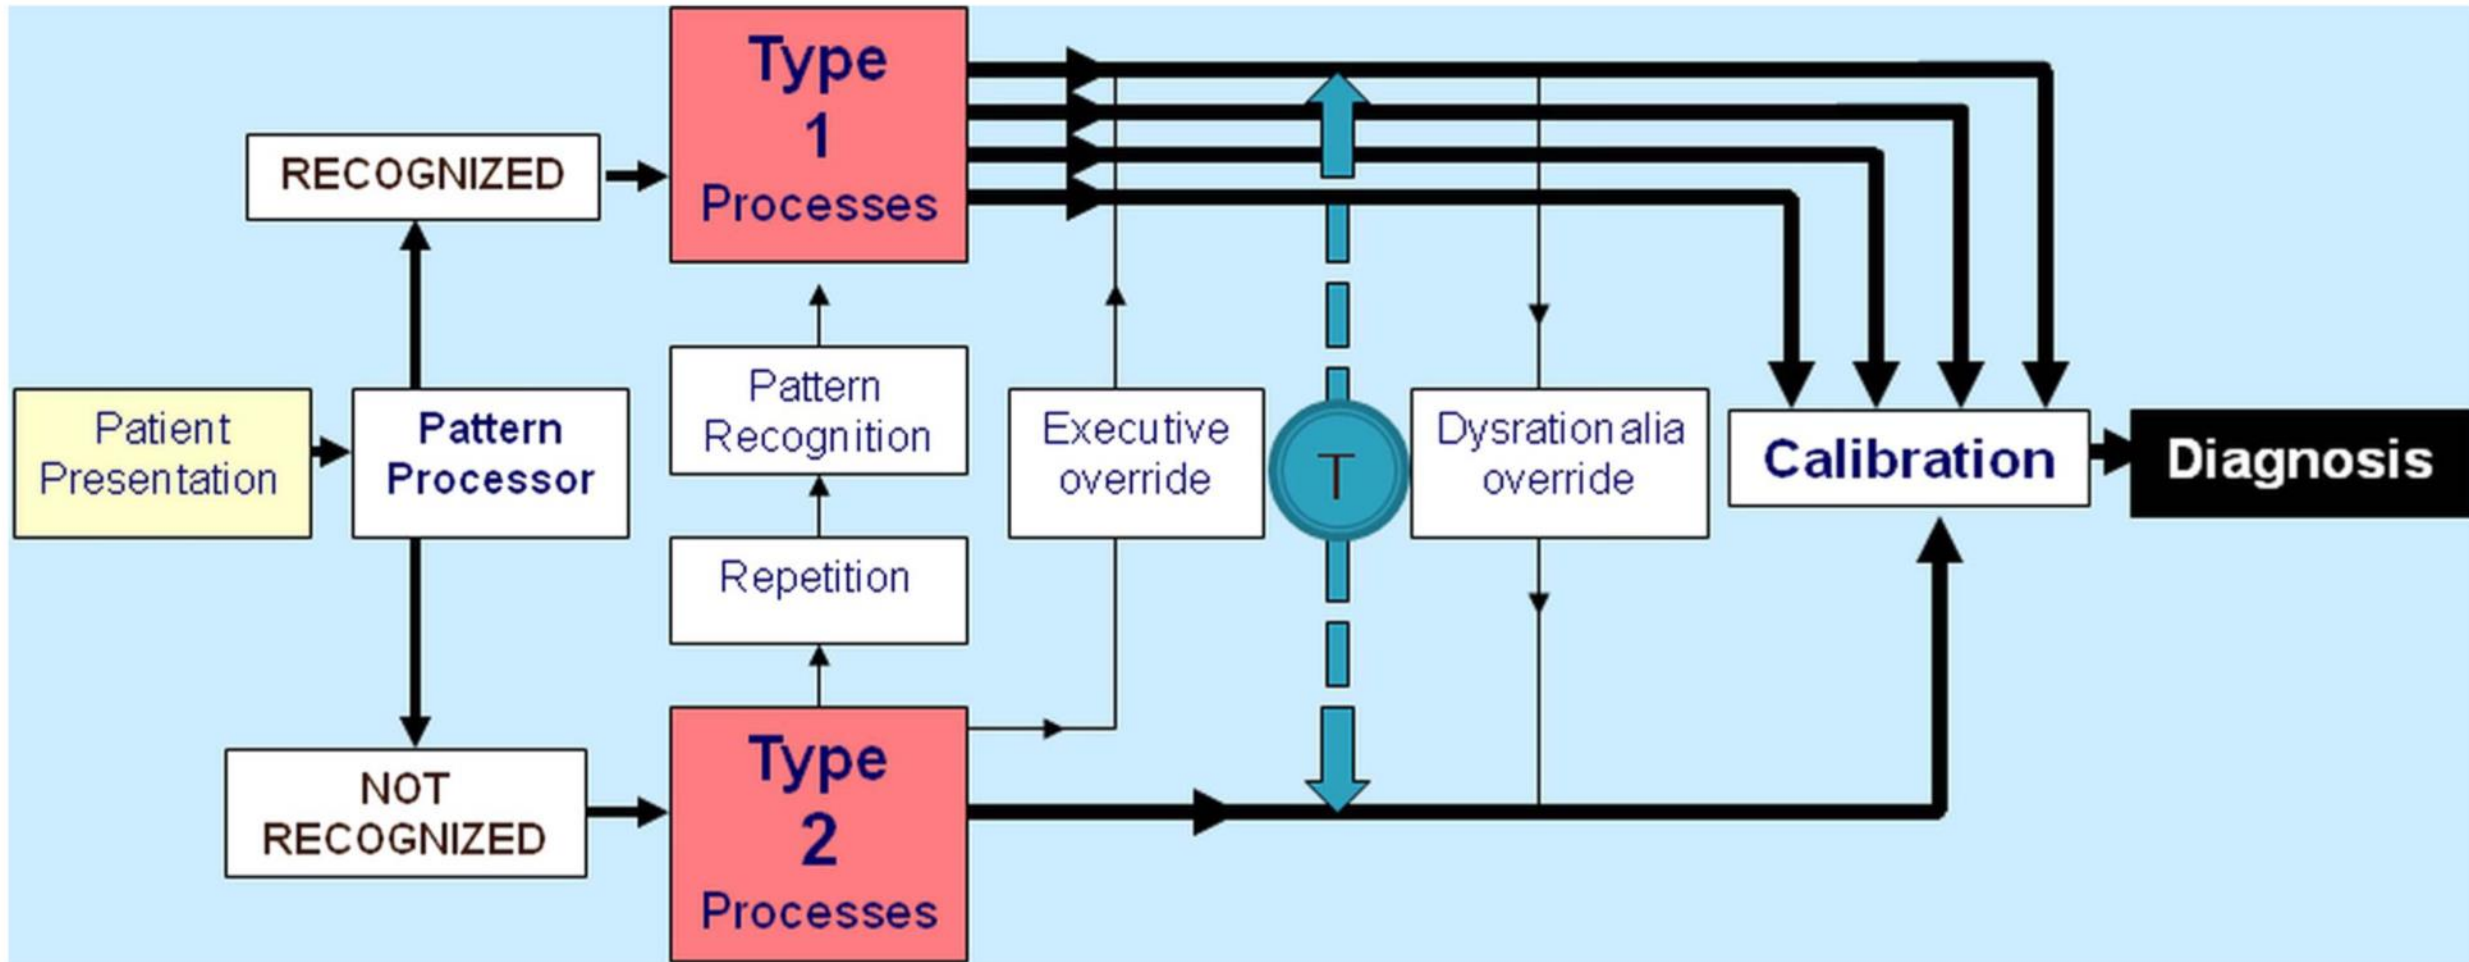 Type
1
Processes
RECOGNIZED
Patient
Presentation
Pattern
Processor
Pattern
Recognition
Executive
override
T
Dysrationalia
override
Calibration
Diagnosis
Repetition
NOT
RECOGNIZED
Type
2
Processes